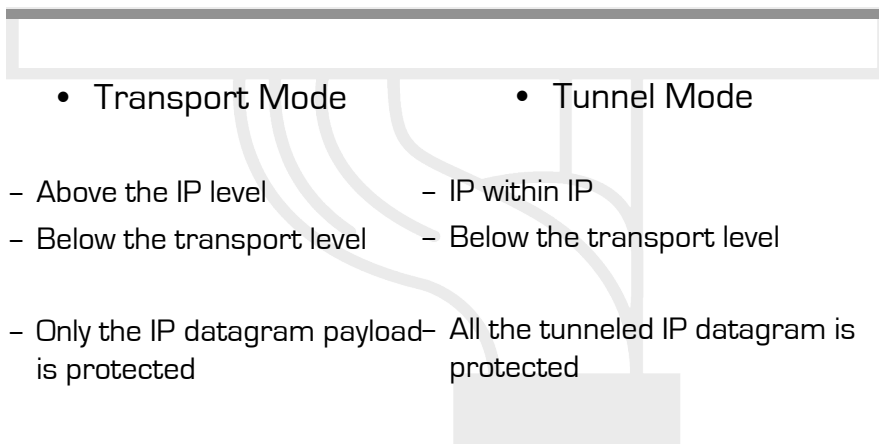 • Transport Mode
– Above the IP level
– Below the transport level
– Only the IP datagram payload
is protected
• Tunnel Mode
– IP within IP
– Below the transport level
– All the tunneled IP datagram is
protected